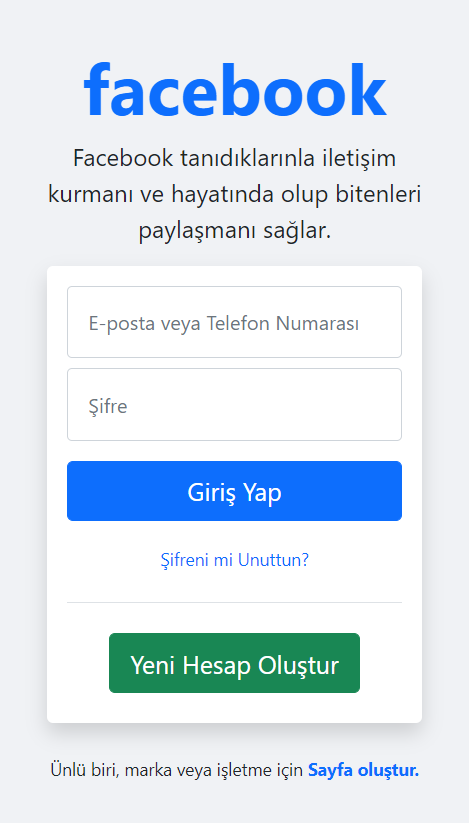 facebook
Facebook tanıdıklarınla iletişim
kurmanı ve hayatında olup bitenleri
paylaşmanı sağlar.
E-posta veya Telefon Numarası
Şifre
Giriş Yap
Şifreni mi Unuttun?
Yeni Hesap Oluştur
Ünlü biri, marka veya işletme için Sayfa oluştur.